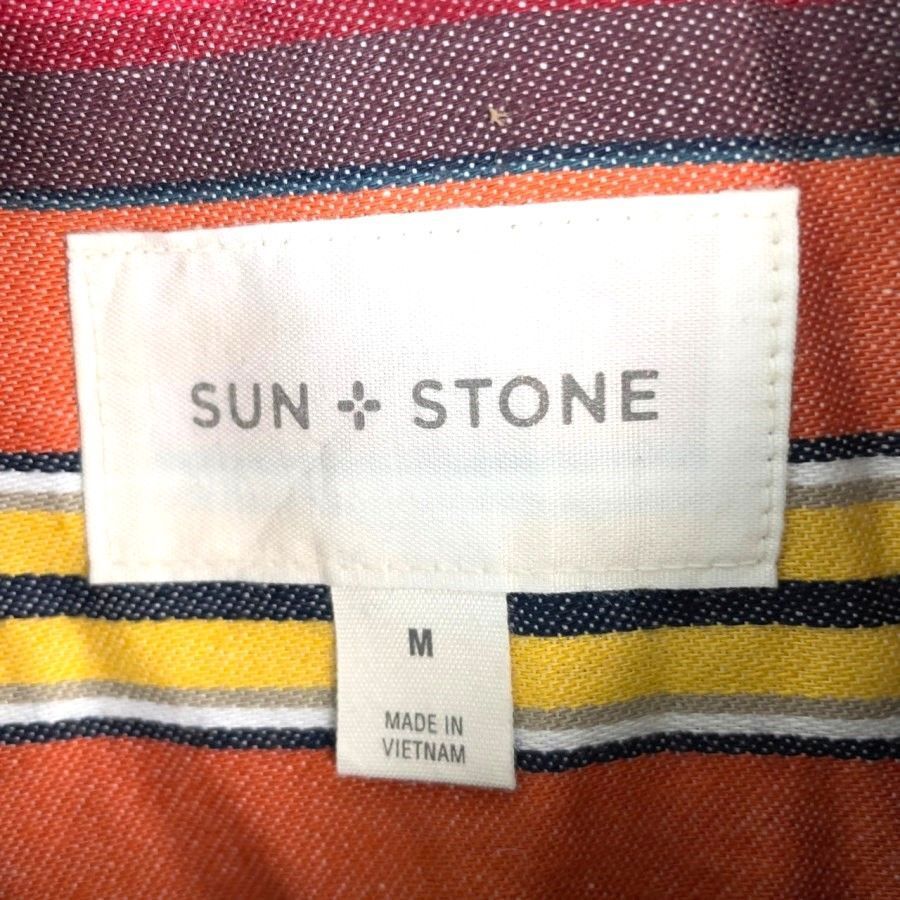 SUN + STONE
M
MADE IN
VIETNAM